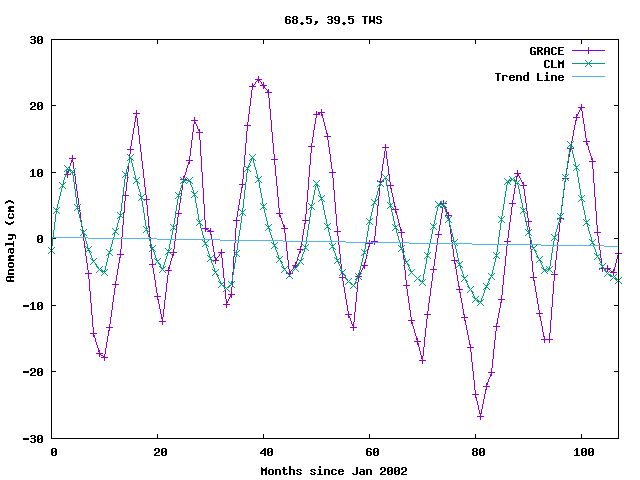 68.5, 39.5 TWS
GRACE
CLM
Trend Line
30
20
10
0
-10
-20
-30
Anomaly (cm)
0 20 40 60 80 100
Months since Jan 2002